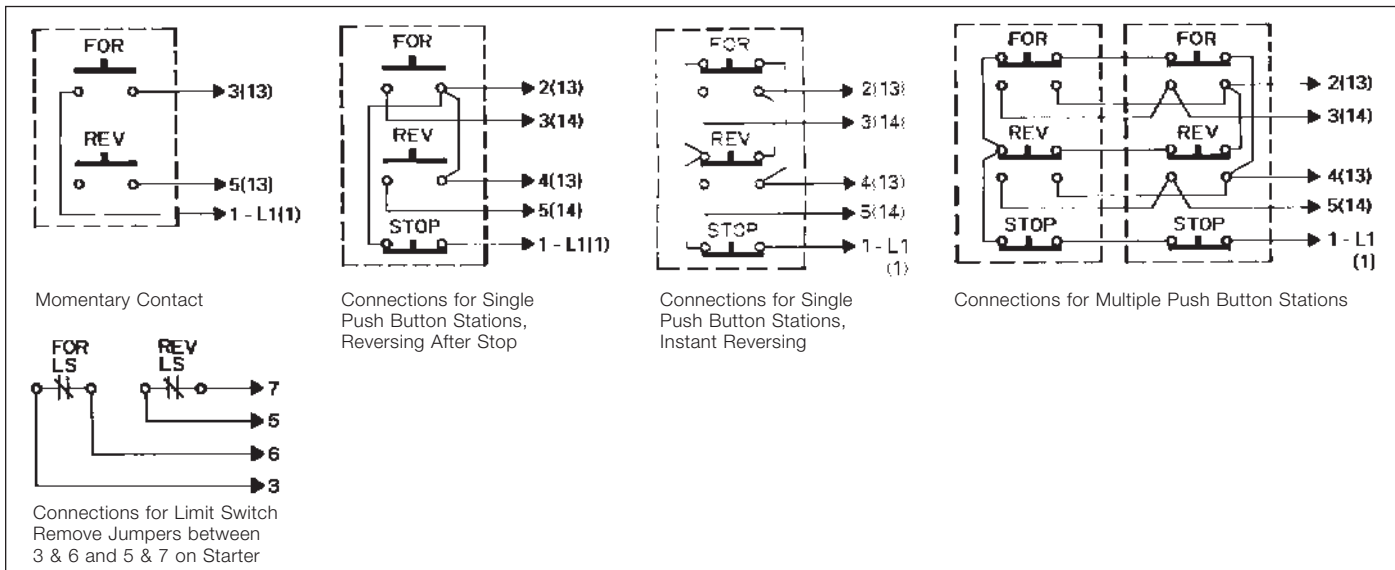 FOR
3(13)
REV
5(13)
1 - L1(1)
Momentary Contact
FOR
2(13)
3(14)
REV
4(13)
5(14)
STOP
1 - L1(1)
Connections for Single
Push Button Stations,
Reversing After Stop
FOR
2(13)
3(14)
REV
4(13)
5(14)
STOP
1 - L1
(1)
Connections for Single
Push Button Stations,
Instant Reversing
FOR FOR
2(13)
3(14)
REV REV
4(13)
5(14)
STOP STOP
1 - L1
(1)
Connections for Multiple Push Button Stations
FOR REV
LS LS
7
5
6
3
Connections for Limit Switch
Remove Jumpers between
3 & 6 and 5 & 7 on Starter